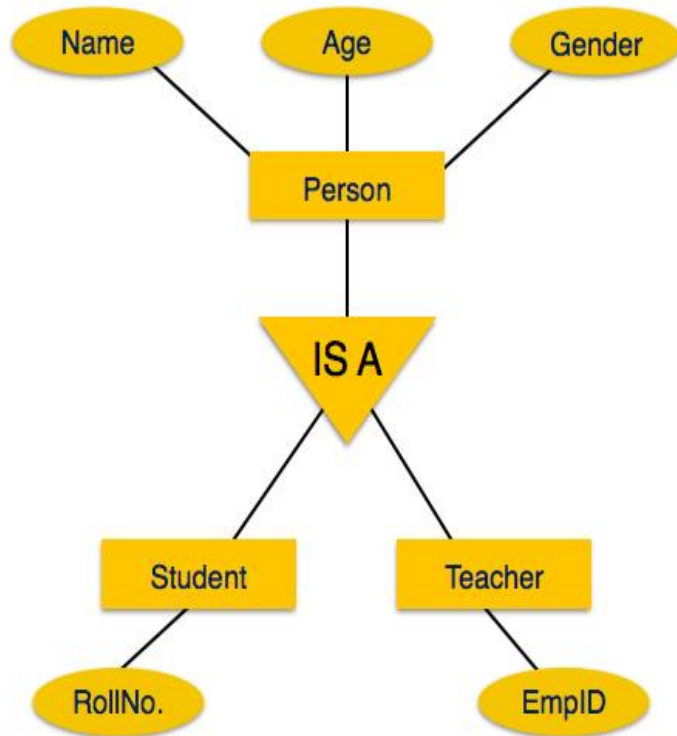 Name
Age
Gender
Person
IS A
Student
Teacher
RollNo.
EmpID